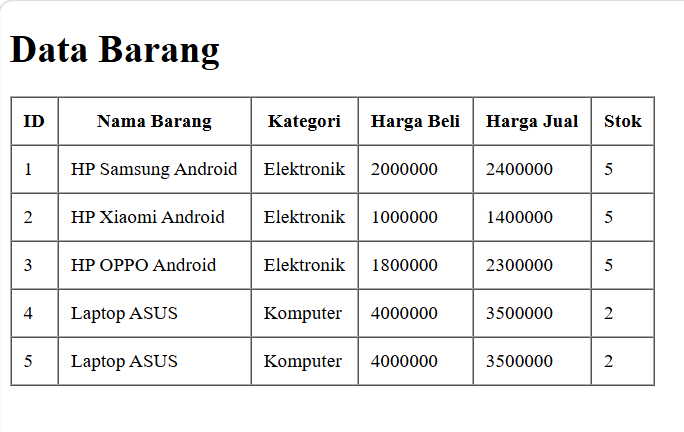 Data Barang
ID Nama Barang Kategori Harga Beli Harga Jual Stok
1 HP Samsung Android Elektronik 2000000 2400000 5
2 HP Xiaomi Android Elektronik 1000000 1400000 5
3 HP OPPO Android Elektronik 1800000 2300000 5
4 Laptop ASUS Komputer 4000000 3500000 2
5 Laptop ASUS Komputer 4000000 3500000 2